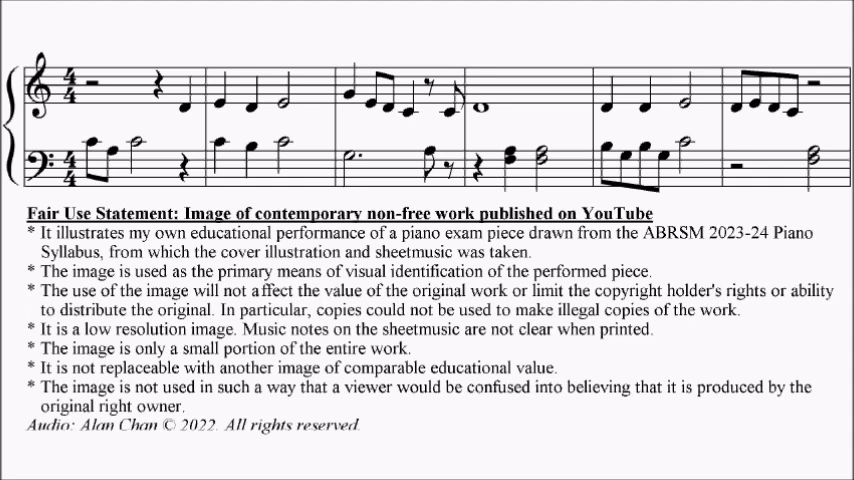 Fair Use Statement: Image of contemporary non-free work published on YouTube
* It illustrates my own educational performance of a piano exam piece drawn from the ABRSM 2023-24 Piano
Syllabus, from which the cover illustration and sheetmusic was taken.
* The image is used as the primary means of visual identification of the performed piece.
* The use of the image will not affect the value of the original work or limit the copyright holder's rights or ability
to distribute the original. In particular, copies could not be used to make illegal copies of the work.
* It is a low resolution image. Music notes on the sheetmusic are not clear when printed.
* The image is only a small portion of the entire work.
* It is not replaceable with another image of comparable educational value.
* The image is not used in such a way that a viewer would be confused into believing that it is produced by the
original right owner.
Audio: Alan Chan © 2022. All rights reserved.